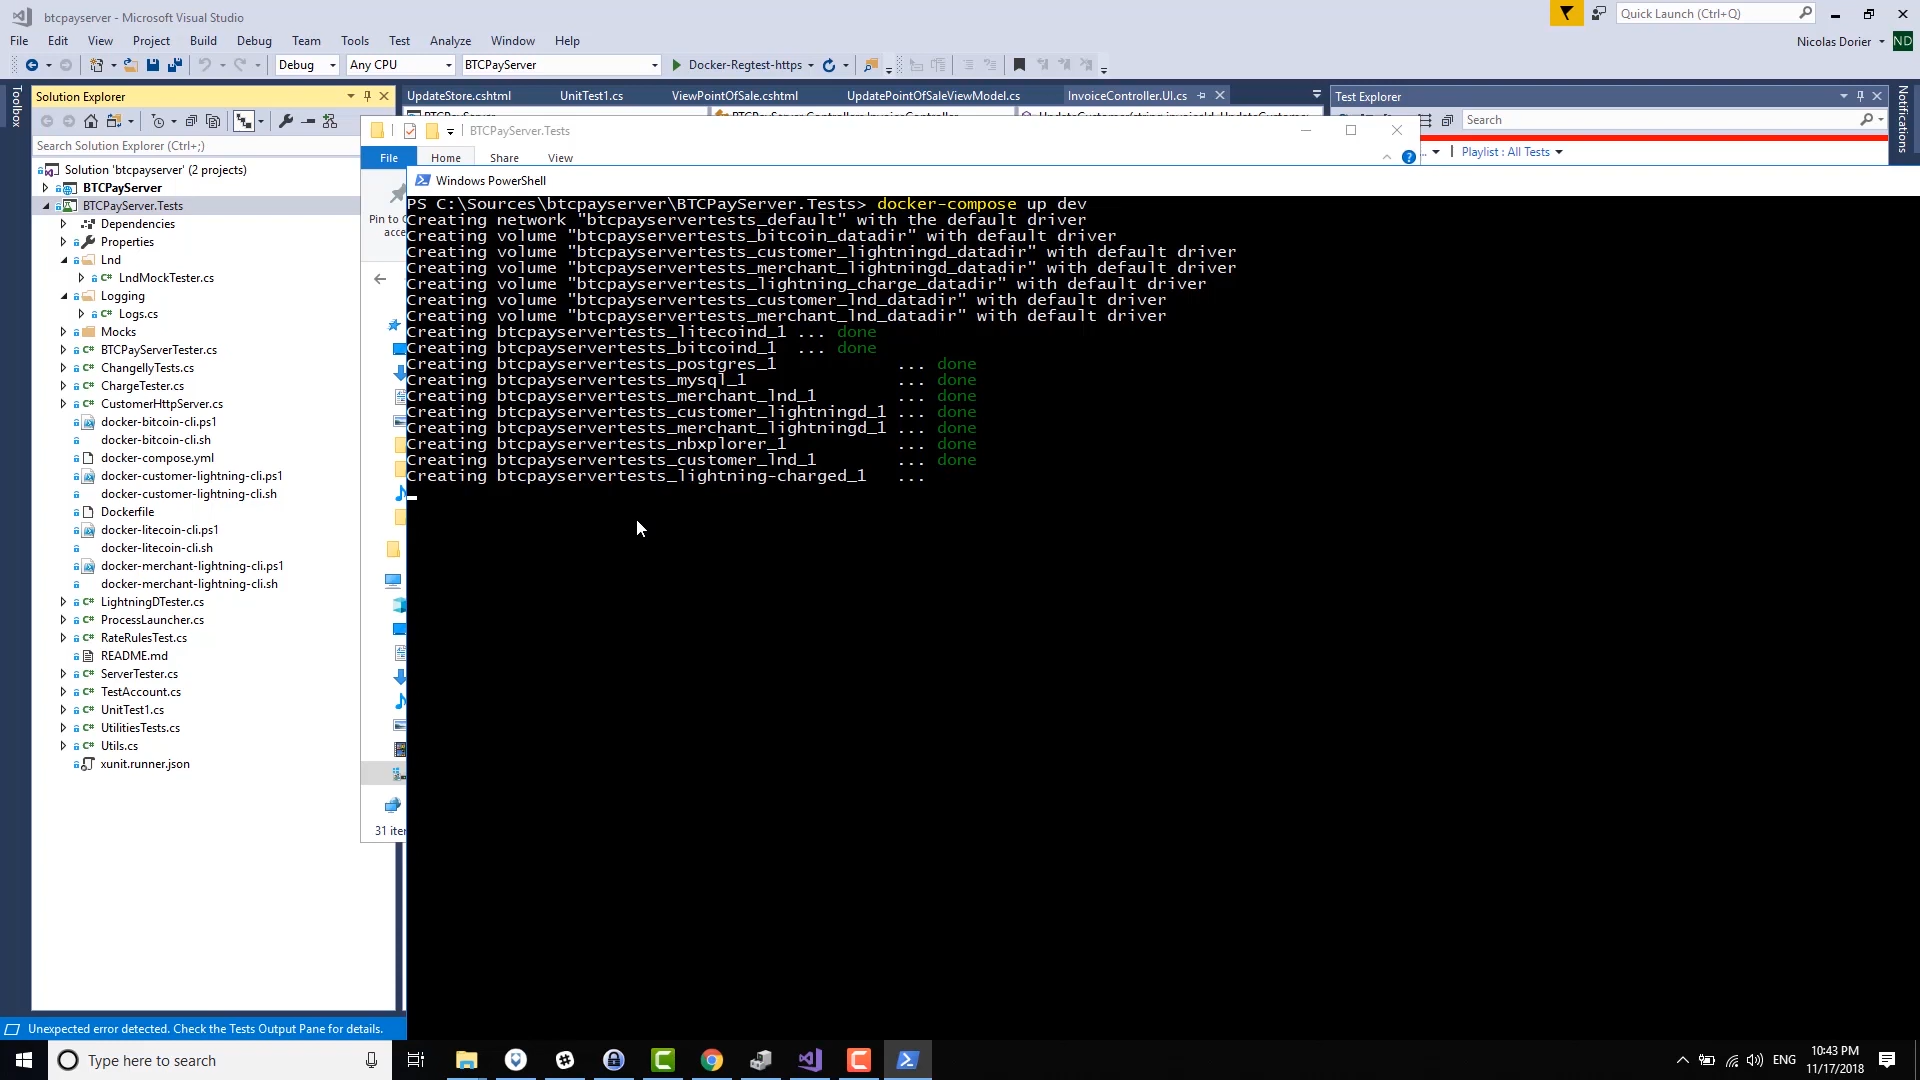 btcpayserver - Microsoft Visual Studio
Quick Launch (Ctrl+Q)
File Edit View Project Build Debug Team Tools Test Analyze Window Help
Nicolas Dorier ND
Debug Any CPU BTCPayServer Docker-Regtest-https
Toolbox
Solution Explorer
UpdateStore.cshtml UnitTest1.cs ViewPointOfSale.cshtml UpdatePointOfSaleViewModel.cs InvoiceController.UI.cs
Test Explorer
Notifications
Search
Playlist : All Tests
Search Solution Explorer (Ctrl+;)
Solution 'btcpayserver' (2 projects)
BTCPayServer
BTCPayServer.Tests
Dependencies
Properties
Lnd
LndMockTester.cs
Logging
Logs.cs
Mocks
BTCPayServerTester.cs
ChangellyTests.cs
ChargeTester.cs
CustomerHttpServer.cs
docker-bitcoin-cli.ps1
docker-bitcoin-cli.sh
docker-compose.yml
docker-customer-lightning-cli.ps1
docker-customer-lightning-cli.sh
Dockerfile
docker-litecoin-cli.ps1
docker-litecoin-cli.sh
docker-merchant-lightning-cli.ps1
docker-merchant-lightning-cli.sh
LightningDTester.cs
ProcessLauncher.cs
RateRulesTest.cs
README.md
ServerTester.cs
TestAccount.cs
UnitTest1.cs
UtilitiesTests.cs
Utils.cs
xunit.runner.json
BTCPayServer.Tests
File Home Share View
Pin to
acce
31 iter
Windows PowerShell
PS C:\Sources\btcpayserver\BTCPayServer.Tests> docker-compose up dev
Creating network "btcpayservertests_default" with the default driver
Creating volume "btcpayservertests_bitcoin_datadir" with default driver
Creating volume "btcpayservertests_customer_lightningd_datadir" with default driver
Creating volume "btcpayservertests_merchant_lightningd_datadir" with default driver
Creating volume "btcpayservertests_lightning_charge_datadir" with default driver
Creating volume "btcpayservertests_customer_lnd_datadir" with default driver
Creating volume "btcpayservertests_merchant_lnd_datadir" with default driver
Creating btcpayservertests_litecoind_1 ... done
Creating btcpayservertests_bitcoind_1 ... done
Creating btcpayservertests_postgres_1 ... done
Creating btcpayservertests_mysql_1 ... done
Creating btcpayservertests_merchant_lnd_1 ... done
Creating btcpayservertests_customer_lightningd_1 ... done
Creating btcpayservertests_merchant_lightningd_1 ... done
Creating btcpayservertests_nbxplorer_1 ... done
Creating btcpayservertests_customer_lnd_1 ... done
Creating btcpayservertests_lightning-charged_1 ...
Unexpected error detected. Check the Tests Output Pane for details.
Type here to search
ENG
10:43 PM
11/17/2018